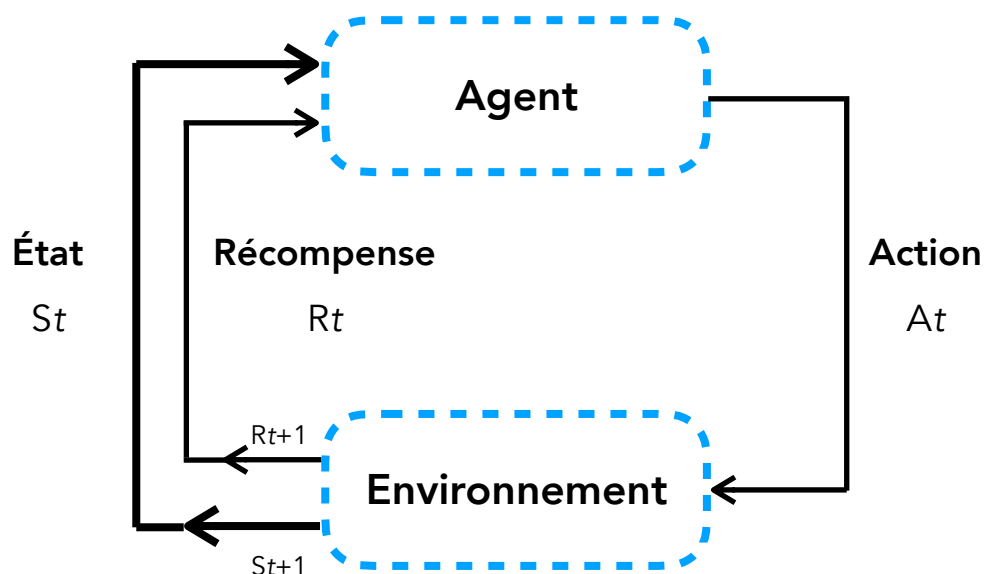 Agent
État
Récompense
Action
St
Rt
At
Rt+1
Environnement
St+1